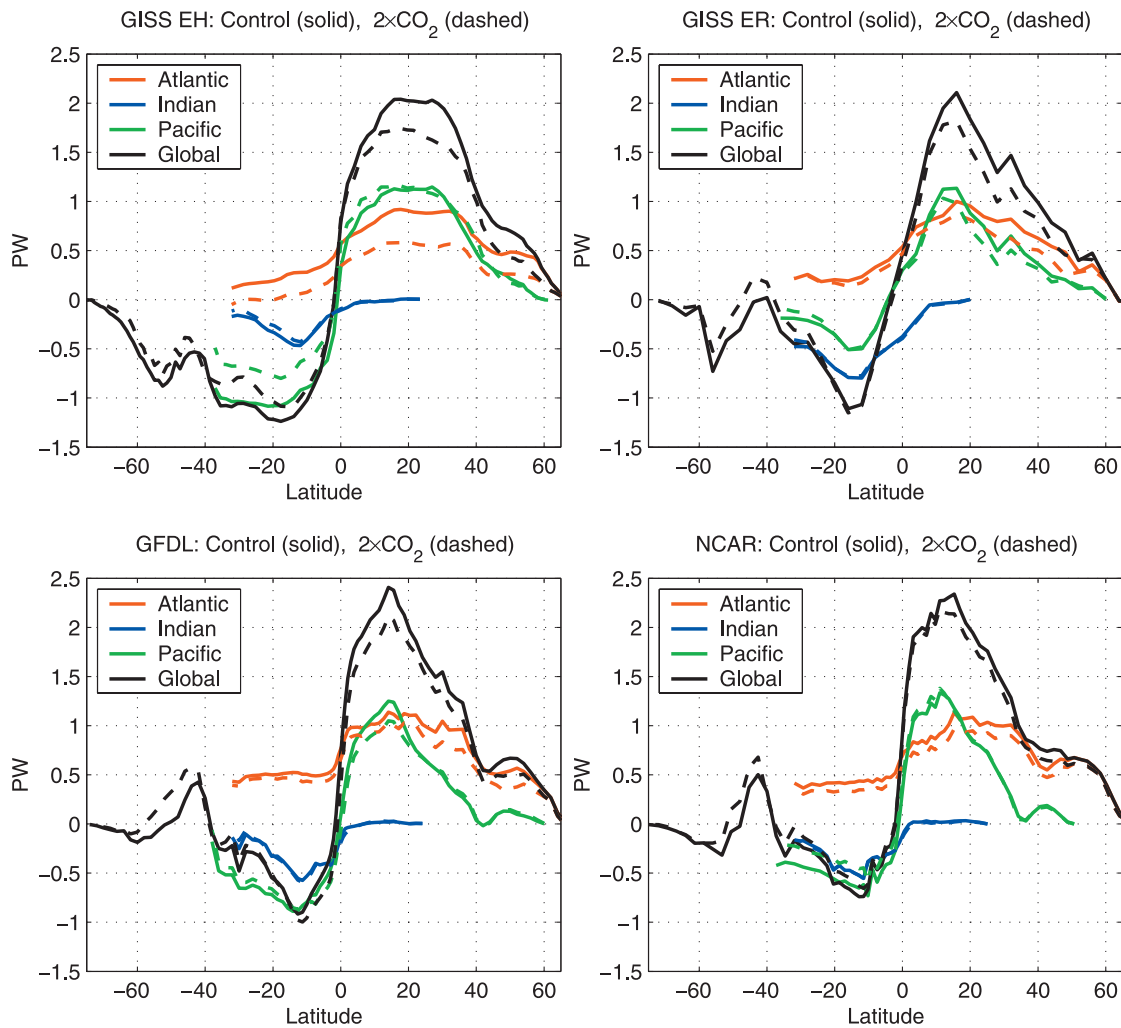 GISS EH: Control (solid), 2×CO2 (dashed)
2.5
2
1.5
1
0.5
0
−0.5
−1
−1.5
PW
Atlantic
Indian
Pacific
Global
−60 −40 −20 0 20 40 60
Latitude
GISS ER: Control (solid), 2×CO2 (dashed)
2.5
2
1.5
1
0.5
0
−0.5
−1
−1.5
PW
Atlantic
Indian
Pacific
Global
−60 −40 −20 0 20 40 60
Latitude
GFDL: Control (solid), 2×CO2 (dashed)
2.5
2
1.5
1
0.5
0
−0.5
−1
−1.5
PW
Atlantic
Indian
Pacific
Global
−60 −40 −20 0 20 40 60
Latitude
NCAR: Control (solid), 2×CO2 (dashed)
2.5
2
1.5
1
0.5
0
−0.5
−1
−1.5
PW
Atlantic
Indian
Pacific
Global
−60 −40 −20 0 20 40 60
Latitude